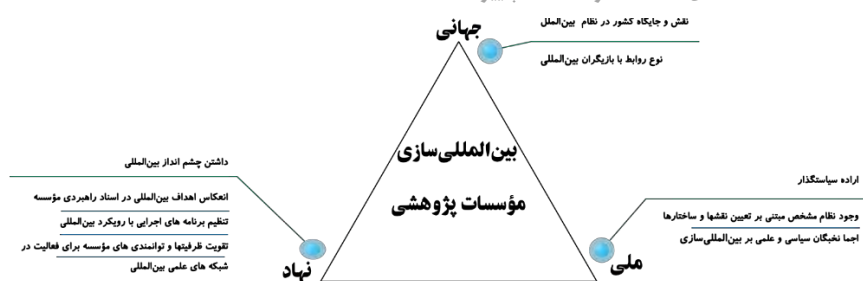 جهانی
نقش و جایگاه کشور در نظام بین‌الملل
نوع روابط با بازیگران بین‌المللی
بین‌المللی‌سازی
مؤسسات پژوهشی
داشتن چشم انداز بین‌المللی
انعکاس اهداف بین‌المللی در اسناد راهبردی مؤسسه
تنظیم برنامه های اجرایی با رویکرد بین‌المللی
تقویت ظرفیتها و توانمندی های مؤسسه برای فعالیت در
شبکه های علمی بین‌المللی
نهاد
اراده سیاستگذار
وجود نظام مشخص مبتنی بر تعیین نقشها و ساختارها
اجما نخبگان سیاسی و علمی بر بین‌المللی‌سازی
ملی